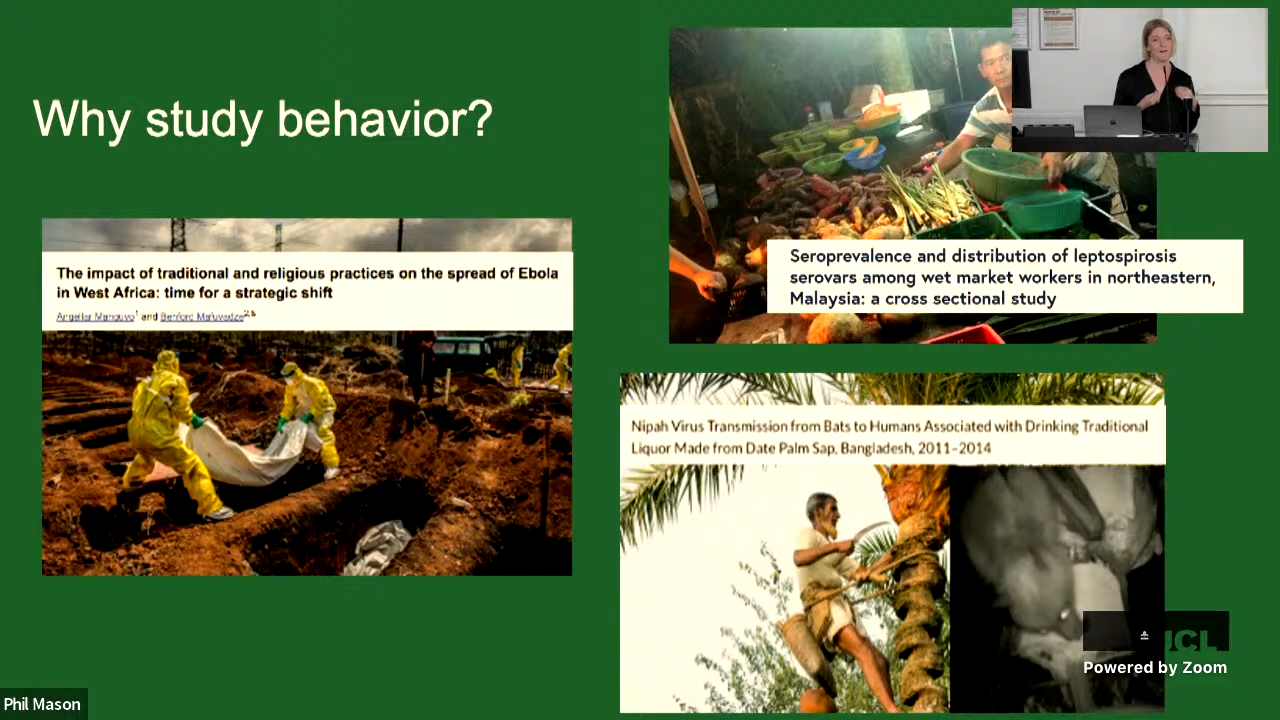 Why study behavior?
The impact of traditional and religious practices on the spread of Ebola
in West Africa: time for a strategic shift
and
Seroprevalence and distribution of leptospirosis
serovars among wet market workers in northeastern,
Malaysia: a cross sectional study
Nipah Virus Transmission from Bats to Humans Associated with Drinking Traditional
Liquor Made from Date Palm Sap, Bangladesh, 2011–2014
UCL
Powered by Zoom
Phil Mason